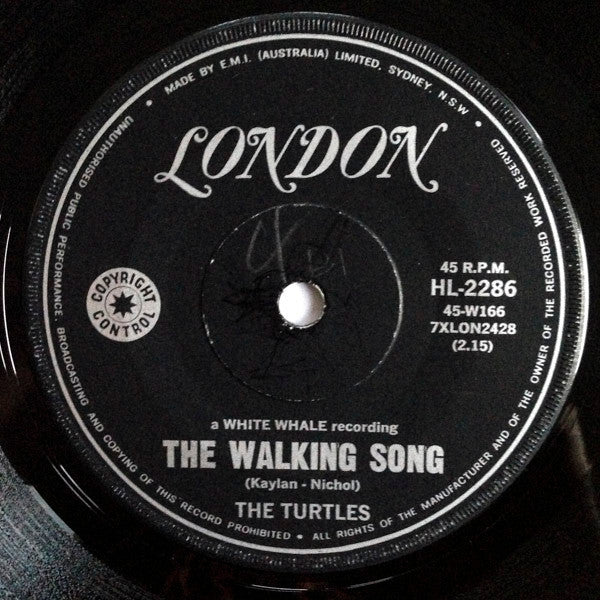 MADE BY E.M.I. (AUSTRALIA) LIMITED, SYDNEY, N.S.W. •
LONDON
COPYRIGHT
CONTROL
45 R.P.M.
HL-2286
45-W166
7XLON2428
(2.15)
a WHITE WHALE recording
THE WALKING SONG
(Kaylan - Nichol)
THE TURTLES
UNAUTHORISED PUBLIC PERFORMANCE, BROADCASTING AND COPYING OF THIS RECORD PROHIBITED • ALL RIGHTS OF THE MANUFACTURER AND OF THE OWNER OF THE RECORDED WORK RESERVED